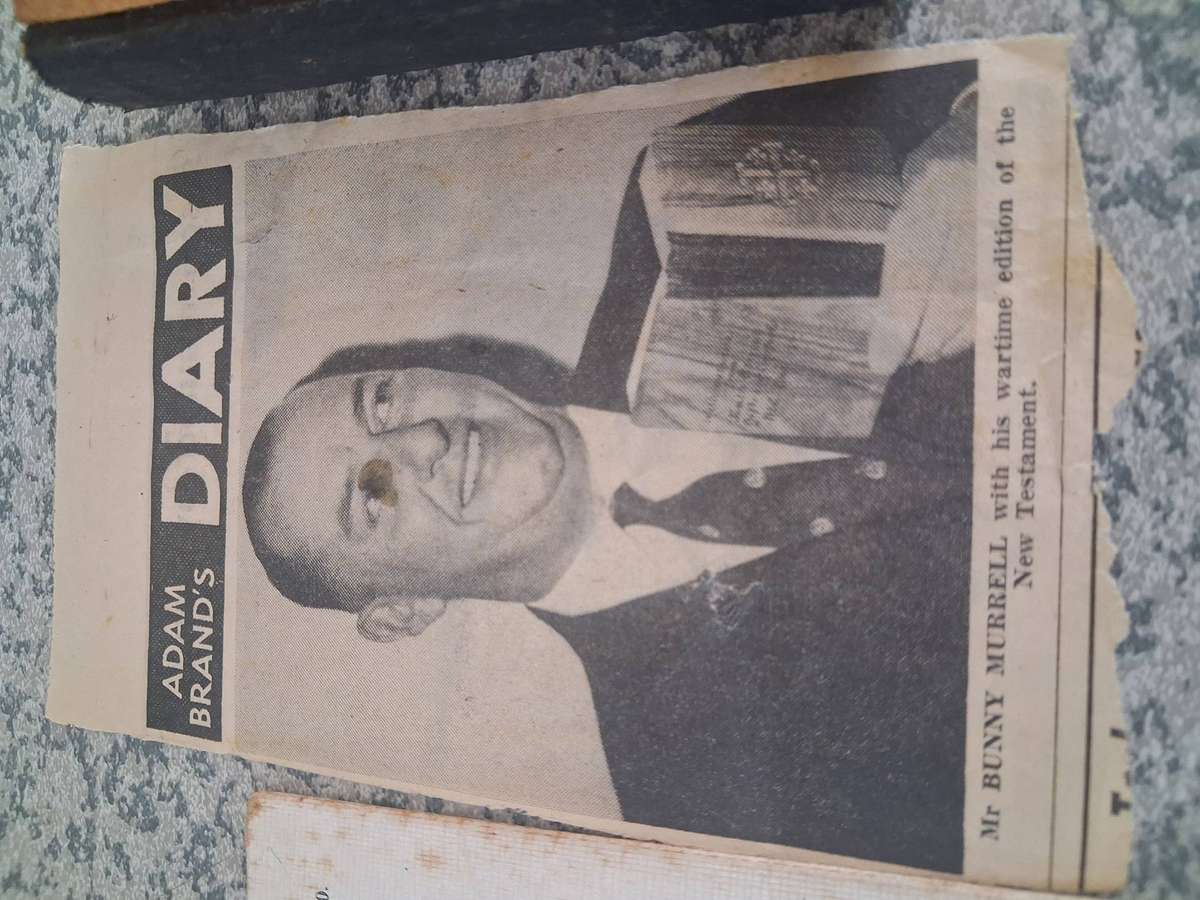 ADAM
BRAND'S
DIARY
Mr BUNNY MURRELL with his wartime edition of the
New Testament.